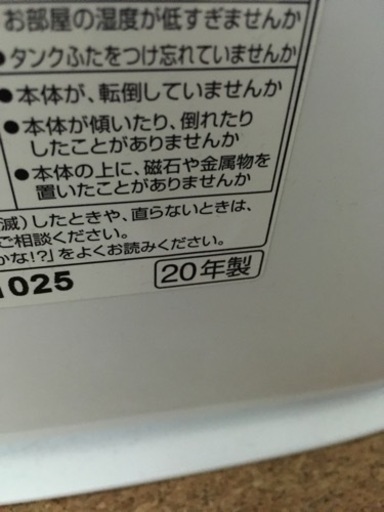 お部屋の湿度が低すぎませんか
●タンクふたをつけ忘れていませんか
●本体が、転倒していませんか
●本体が傾いたり、倒れたり
したことがありませんか
●本体の上に、磁石や金属物を
置いたことがありませんか
滅)したときや、直らないときは、
ご相談ください。
かな!?」をよくお読みください。
1025 20年製